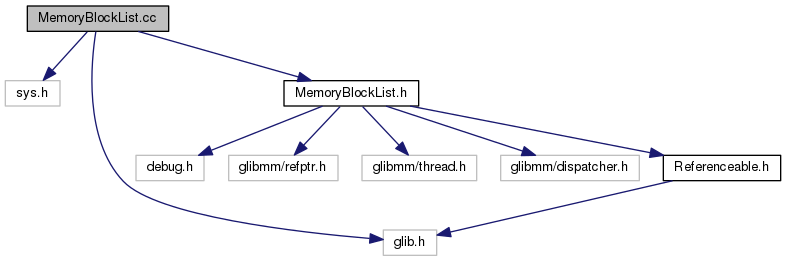 MemoryBlockList.cc
sys.h
MemoryBlockList.h
debug.h
glibmm/refptr.h
glibmm/thread.h
glibmm/dispatcher.h
Referenceable.h
glib.h